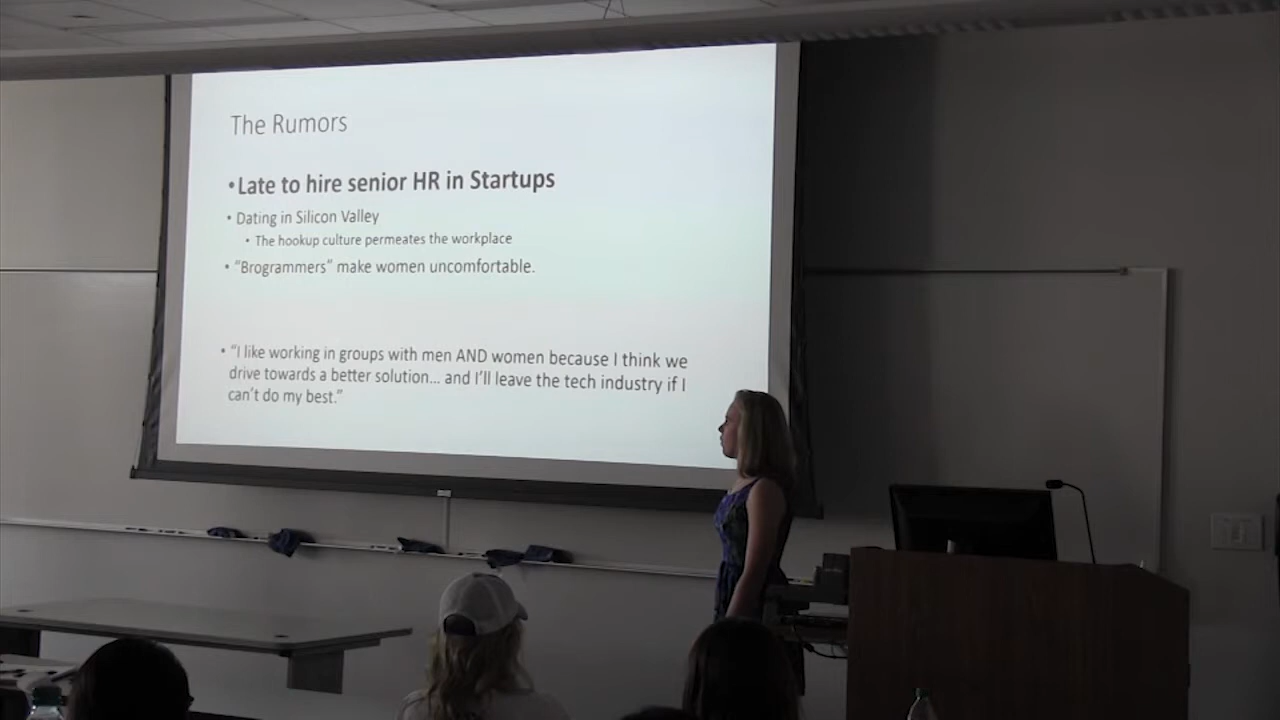 The Rumors
•Late to hire senior HR in Startups
• Dating in Silicon Valley
• The hookup culture permeates the workplace
• “Brogrammers” make women uncomfortable.
• “I like working in groups with men AND women because I think we
drive towards a better solution... and I’ll leave the tech industry if I
can’t do my best.”